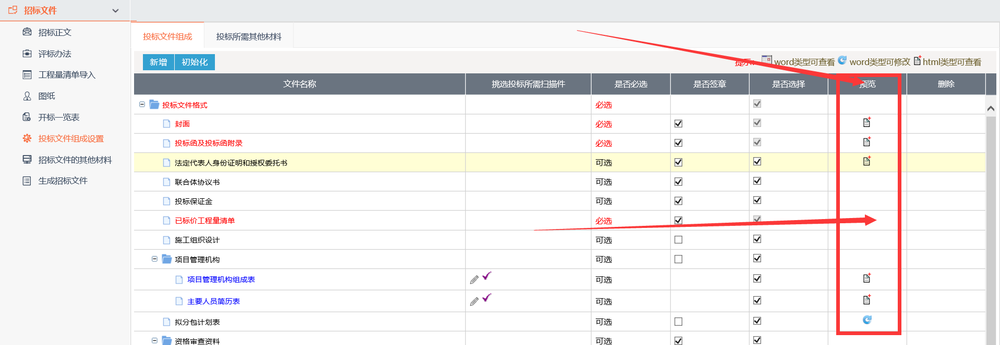 招标文件
招标正文
评标办法
工程量清单导入
图纸
开标一览表
投标文件组成设置
招标文件的其他材料
生成招标文件
投标文件组成 投标所需其他材料
新增 初始化
提示: word类型可查看 word类型可修改 html类型可查看
文件名称 挑选投标所需扫描件 是否必选 是否签章 是否选择 预览 删除
投标文件格式 必选
封面 必选
投标函及投标函附录 必选
法定代表人身份证明和授权委托书 可选
联合体协议书 可选
投标保证金 可选
已标价工程量清单 必选
施工组织设计 可选
项目管理机构 可选
项目管理机构组成表 可选
主要人员简历表 可选
拟分包计划表 可选
资格审查资料 可选